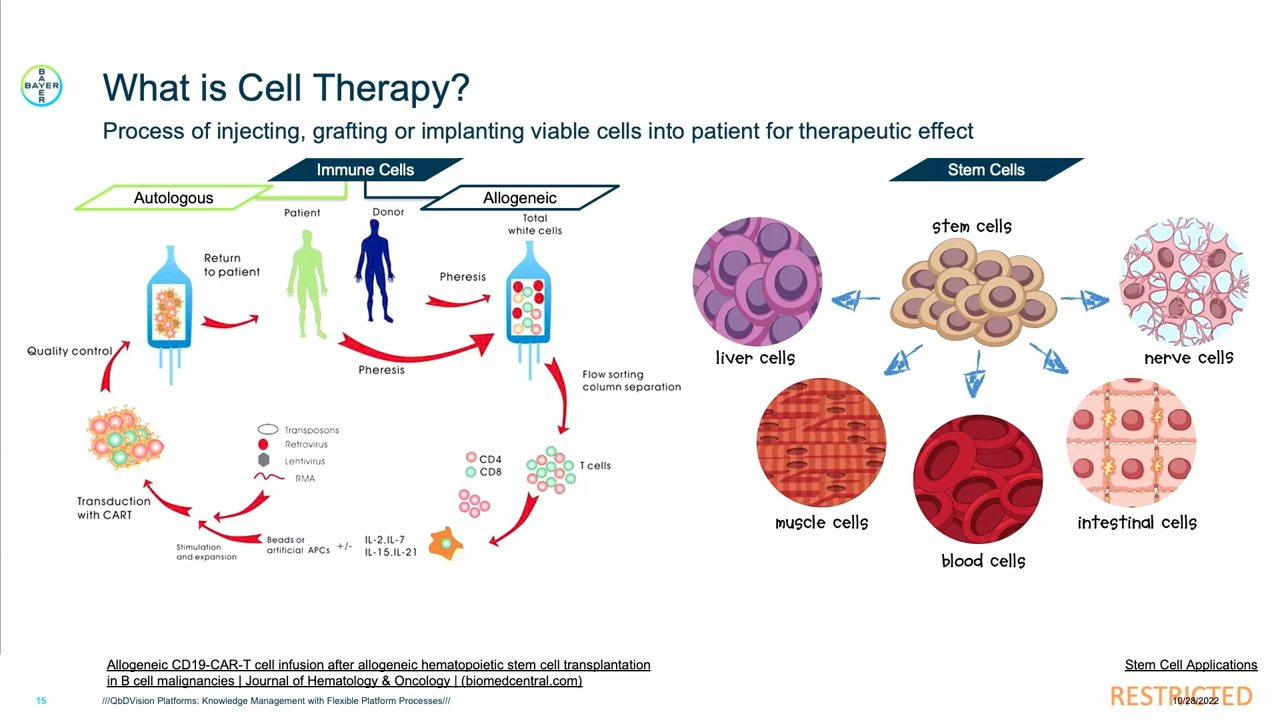 BAYER
BAYER
What is Cell Therapy?
Process of injecting, grafting or implanting viable cells into patient for therapeutic effect
Immune Cells
Autologous
Allogeneic
Patient
Donor
Total
white cells
Return
to patient
Pheresis
Quality control
Pheresis
Flow sorting
column separation
Transposons
Retrovirus
Lentivirus
RMA
CD4
CD8
T cells
Transduction
with CART
Stimulation
and expansion
Beads or
artificial APCs
+/-
IL-2,IL-7
IL-15,IL-21
Stem Cells
stem cells
liver cells
nerve cells
muscle cells
intestinal cells
blood cells
Allogeneic CD19-CAR-T cell infusion after allogeneic hematopoietic stem cell transplantation
in B cell malignancies | Journal of Hematology & Oncology | (biomedcentral.com)
Stem Cell Applications
15
///QbDVision Platforms: Knowledge Management with Flexible Platform Processes///
RESTRICTED
10/28/2022